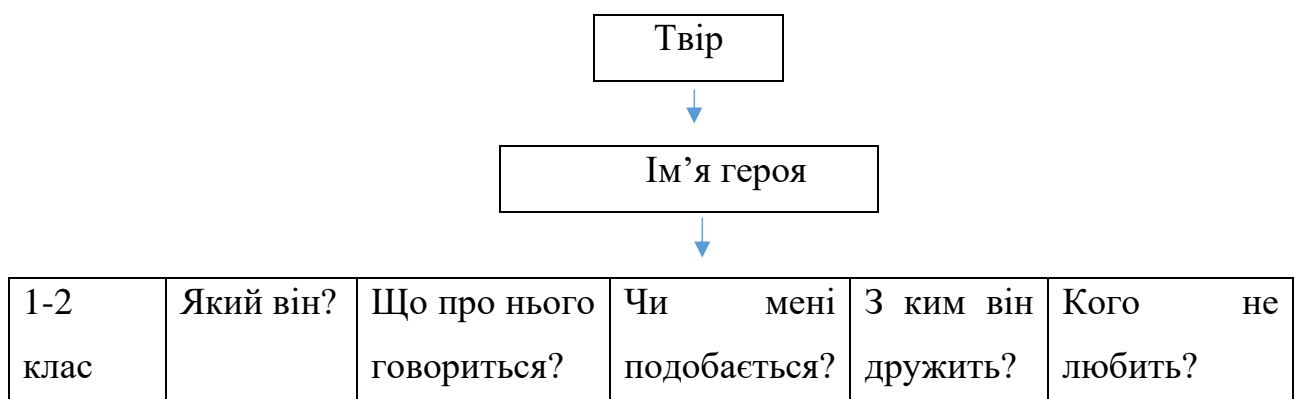 Твір
Ім’я героя
1-2 клас
Який він?
Що про нього говориться?
Чи мені подобається?
З ким він дружить?
Кого не любить?